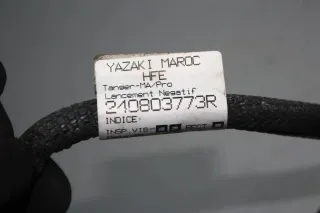 YAZAKI MAROC
HFE
Tanger-MA/Pro
Lancement Negatif
240803773R
INDICE:
INSP VIS: